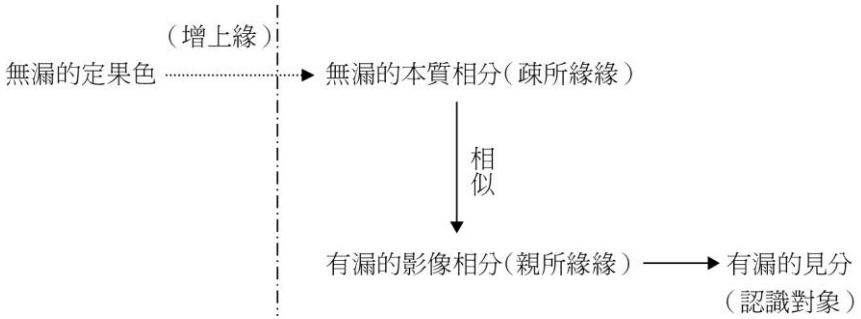 （增上緣）
無漏的定果色
無漏的本質相分（疎所緣緣）
相似
有漏的影像相分（親所緣緣）
有漏的見分
（認識對象）